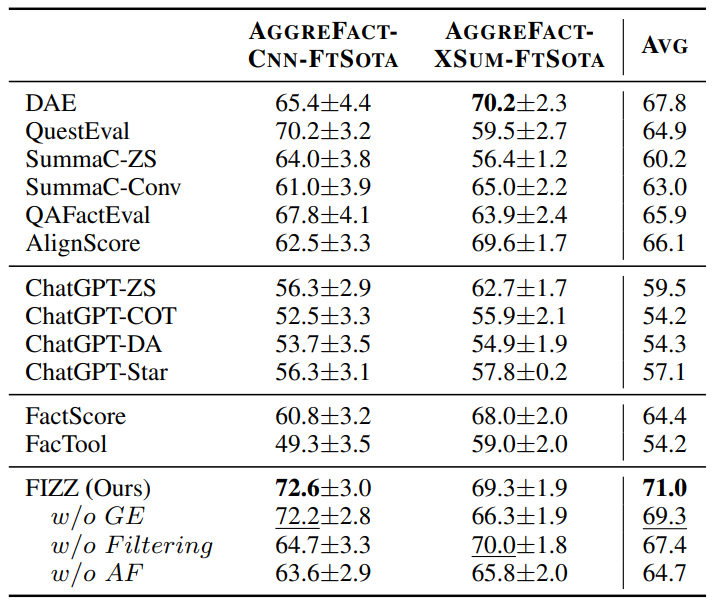 AGGREFACT-CNN-FTSOTA AGGREFACT-XSUM-FTSOTA AVG
DAE 65.4±4.4 70.2±2.3 67.8
QuestEval 70.2±3.2 59.5±2.7 64.9
SummaC-ZS 64.0±3.8 56.4±1.2 60.2
SummaC-Conv 61.0±3.9 65.0±2.2 63.0
QAFactEval 67.8±4.1 63.9±2.4 65.9
AlignScore 62.5±3.3 69.6±1.7 66.1
ChatGPT-ZS 56.3±2.9 62.7±1.7 59.5
ChatGPT-COT 52.5±3.3 55.9±2.1 54.2
ChatGPT-DA 53.7±3.5 54.9±1.9 54.3
ChatGPT-Star 56.3±3.1 57.8±0.2 57.1
FactScore 60.8±3.2 68.0±2.0 64.4
FacTool 49.3±3.5 59.0±2.0 54.2
FIZZ (Ours) 72.6±3.0 69.3±1.9 71.0
w/o GE 72.2±2.8 66.3±1.9 69.3
w/o Filtering 64.7±3.3 70.0±1.8 67.4
w/o AF 63.6±2.9 65.8±2.0 64.7